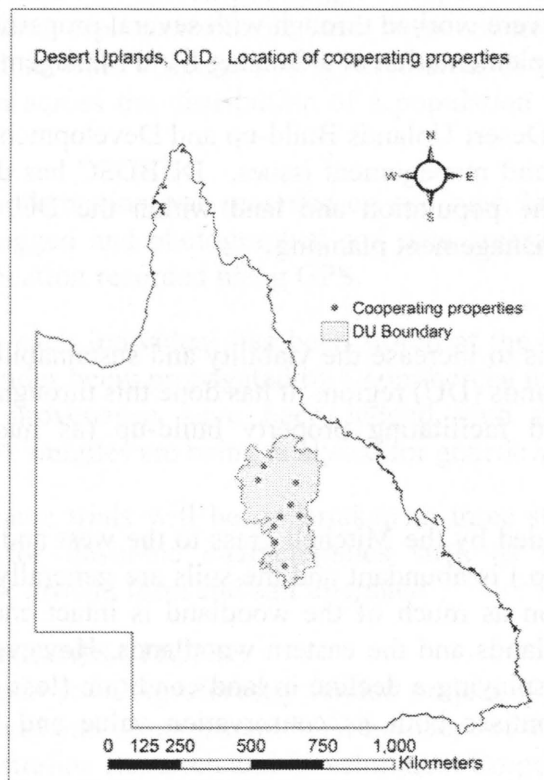 Desert Uplands, QLD. Location of cooperating properties
N
W E
S
Cooperating properties
DU Boundary
0 125 250 500 750 1,000
Kilometers